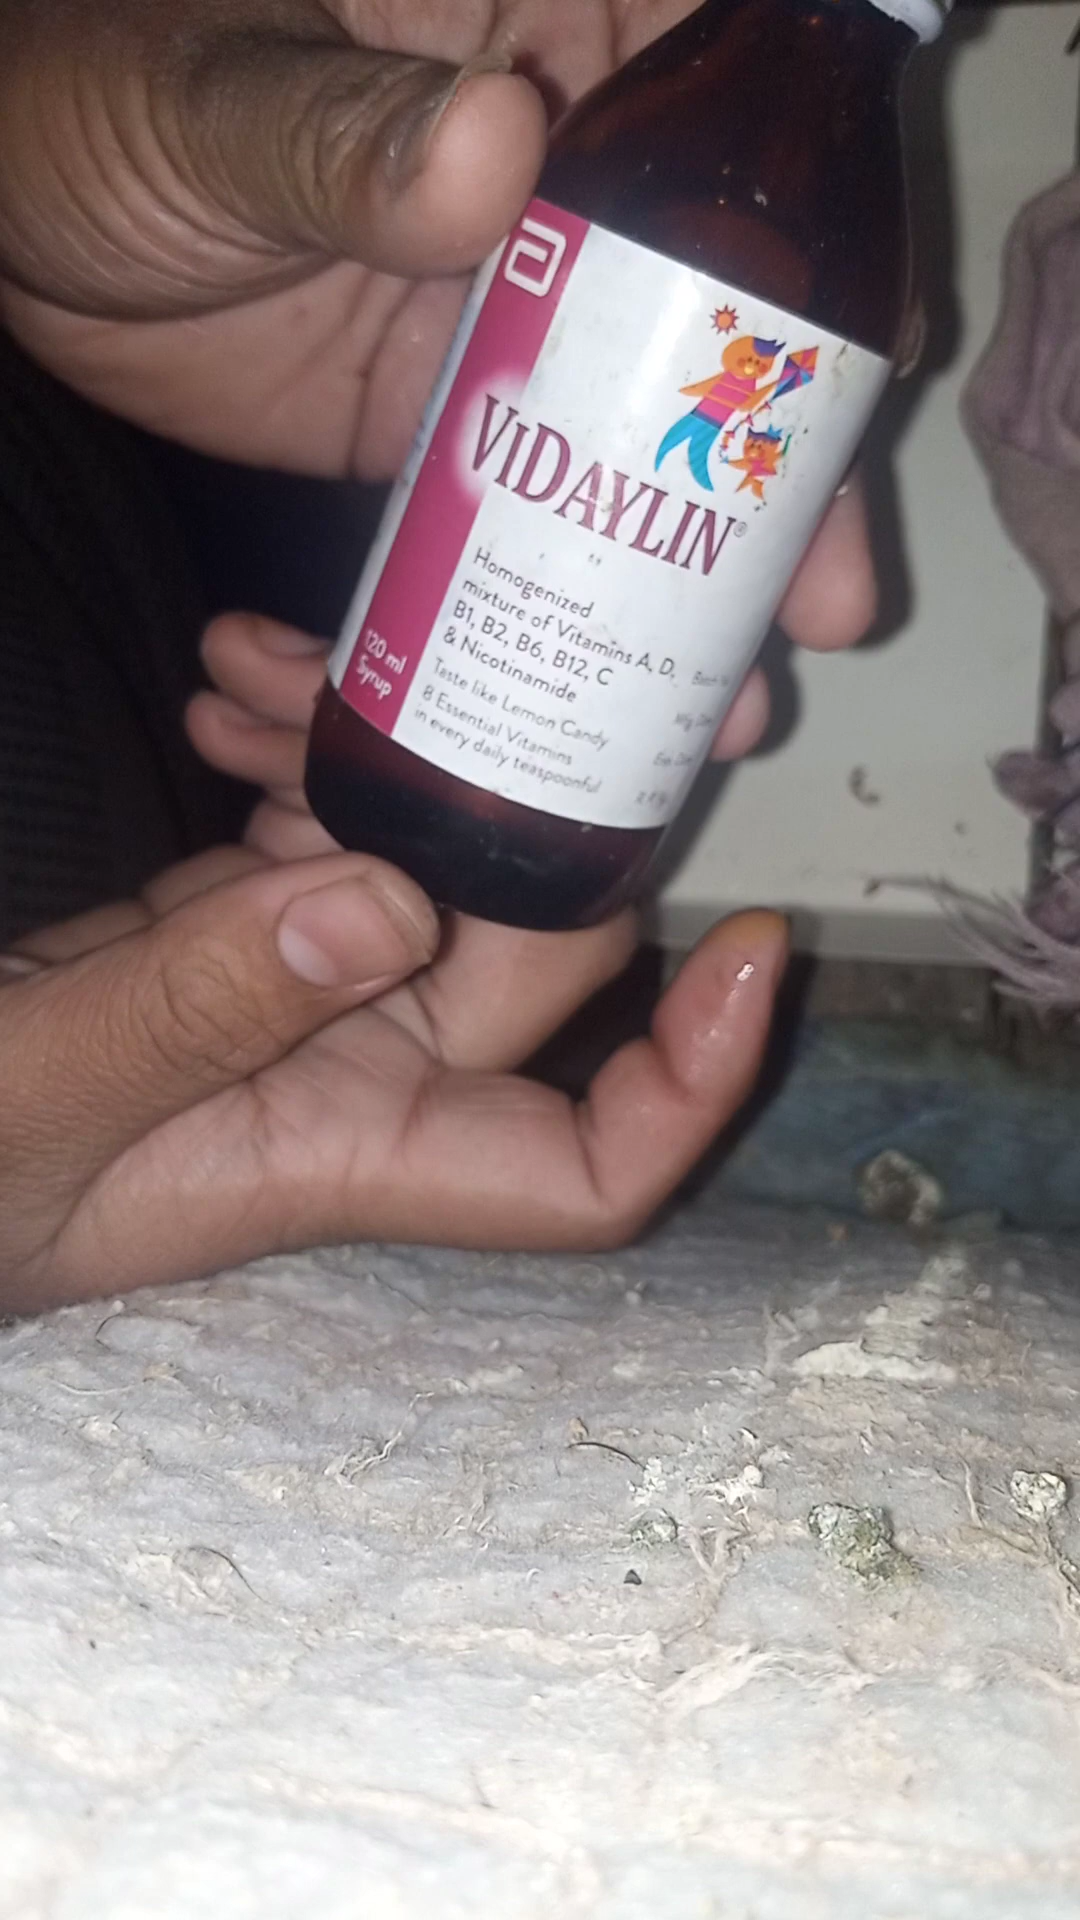 VIDAYLIN®
Homogenized
mixture of Vitamins A, D,
B1, B2, B6, B12, C
& Nicotinamide
Taste like Lemon Candy
8 Essential Vitamins
in every daily teaspoonful
120 ml
Syrup